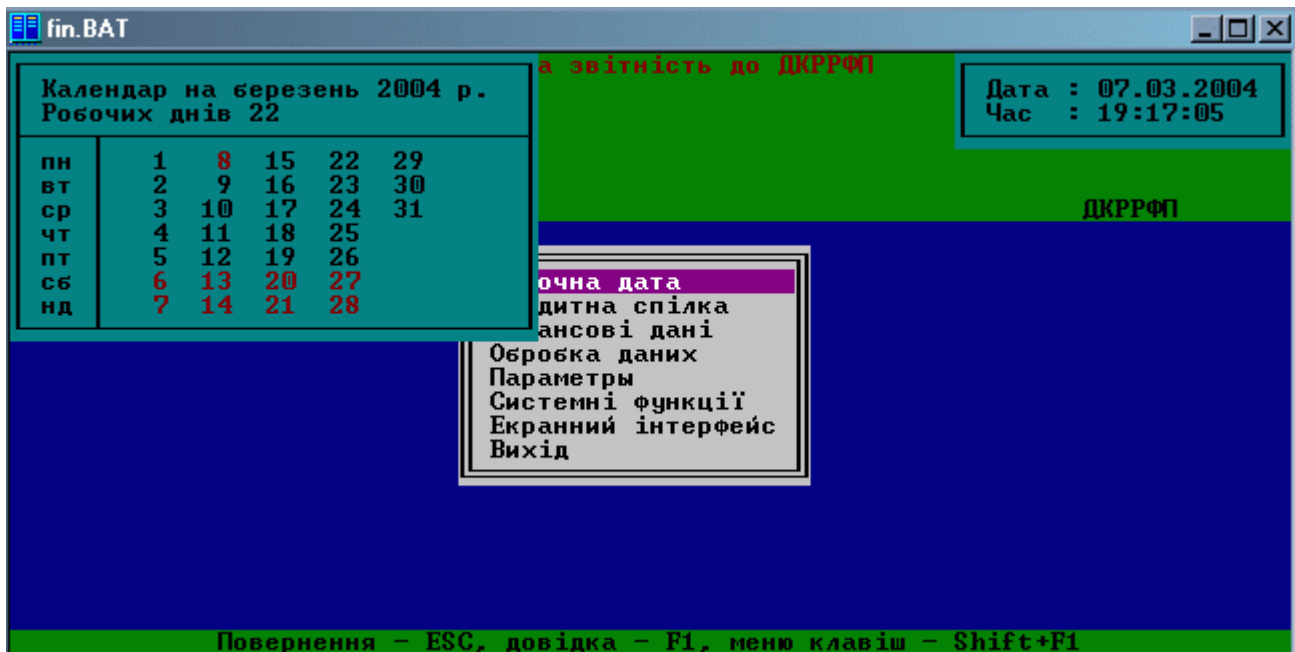 fin.BAT
а звітність до ДКРРФП
Календар на березень 2004 р.
Робочих днів 22
Дата : 07.03.2004
Час : 19:17:05
пн 1 8 15 22 29
вт 2 9 16 23 30
ср 3 10 17 24 31
чт 4 11 18 25
пт 5 12 19 26
сб 6 13 20 27
нд 7 14 21 28
ДКРРФП
очна дата
дитна спілка
ансові дані
Обробка даних
Параметры
Системні функції
Екранний інтерфейс
Вихід
Повернення – ESC, довідка – F1, меню клавіш – Shift+F1